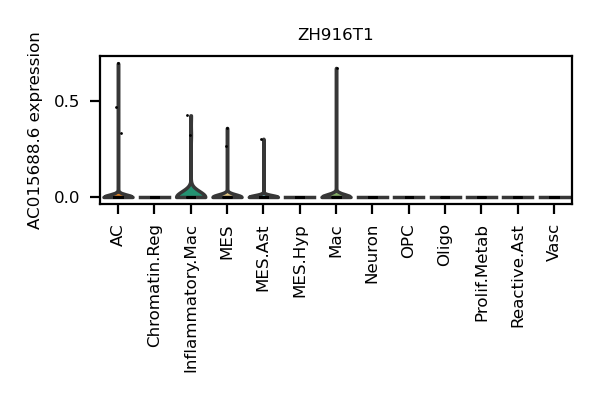 ZH916T1
AC015688.6 expression
0.5
0.0
AC
Chromatin.Reg
Inflammatory.Mac
MES
MES.Ast
MES.Hyp
Mac
Neuron
OPC
Oligo
Prolif.Metab
Reactive.Ast
Vasc